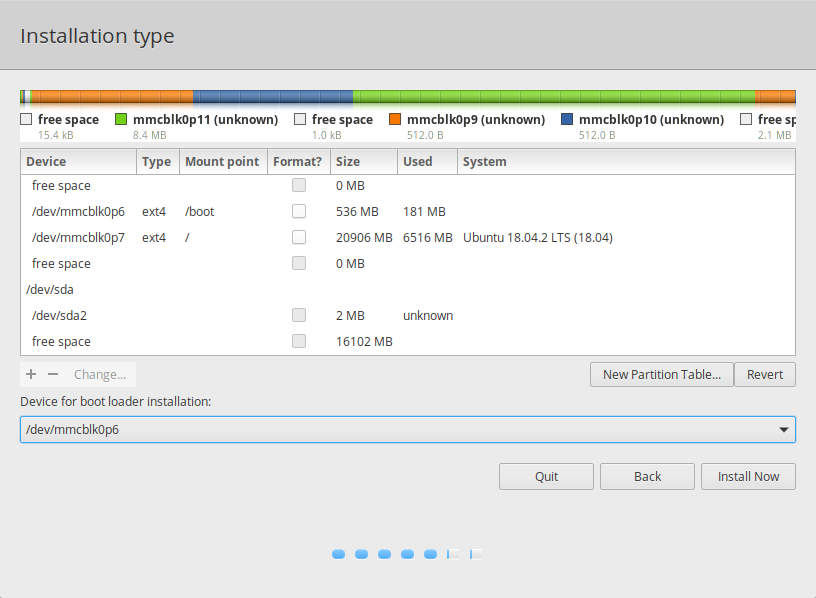 Installation type
free space mmcblk0p11 (unknown) free space mmcblk0p9 (unknown) mmcblk0p10 (unknown) free sp
15.4 kB 8.4 MB 1.0 kB 512.0 B 512.0 B 2.1 MB
Device Type Mount point Format? Size Used System
free space 0 MB
/dev/mmcblk0p6 ext4 /boot 536 MB 181 MB
/dev/mmcblk0p7 ext4 / 20906 MB 6516 MB Ubuntu 18.04.2 LTS (18.04)
free space 0 MB
/dev/sda
/dev/sda2 2 MB unknown
free space 16102 MB
+ − Change... New Partition Table... Revert
Device for boot loader installation:
/dev/mmcblk0p6
Quit Back Install Now